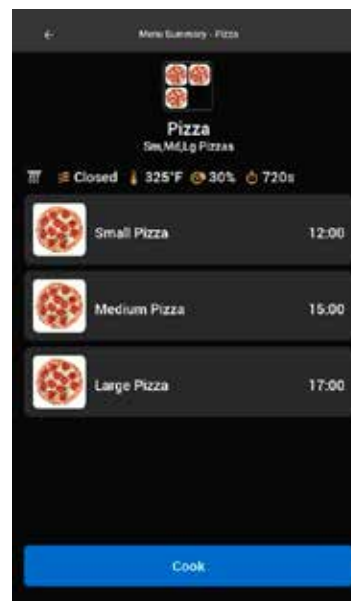 Menu Summary - Pizza
Pizza
Sm,Md,Lg Pizzas
Closed 325°F 30% 720s
Small Pizza 12:00
Medium Pizza 15:00
Large Pizza 17:00
Cook